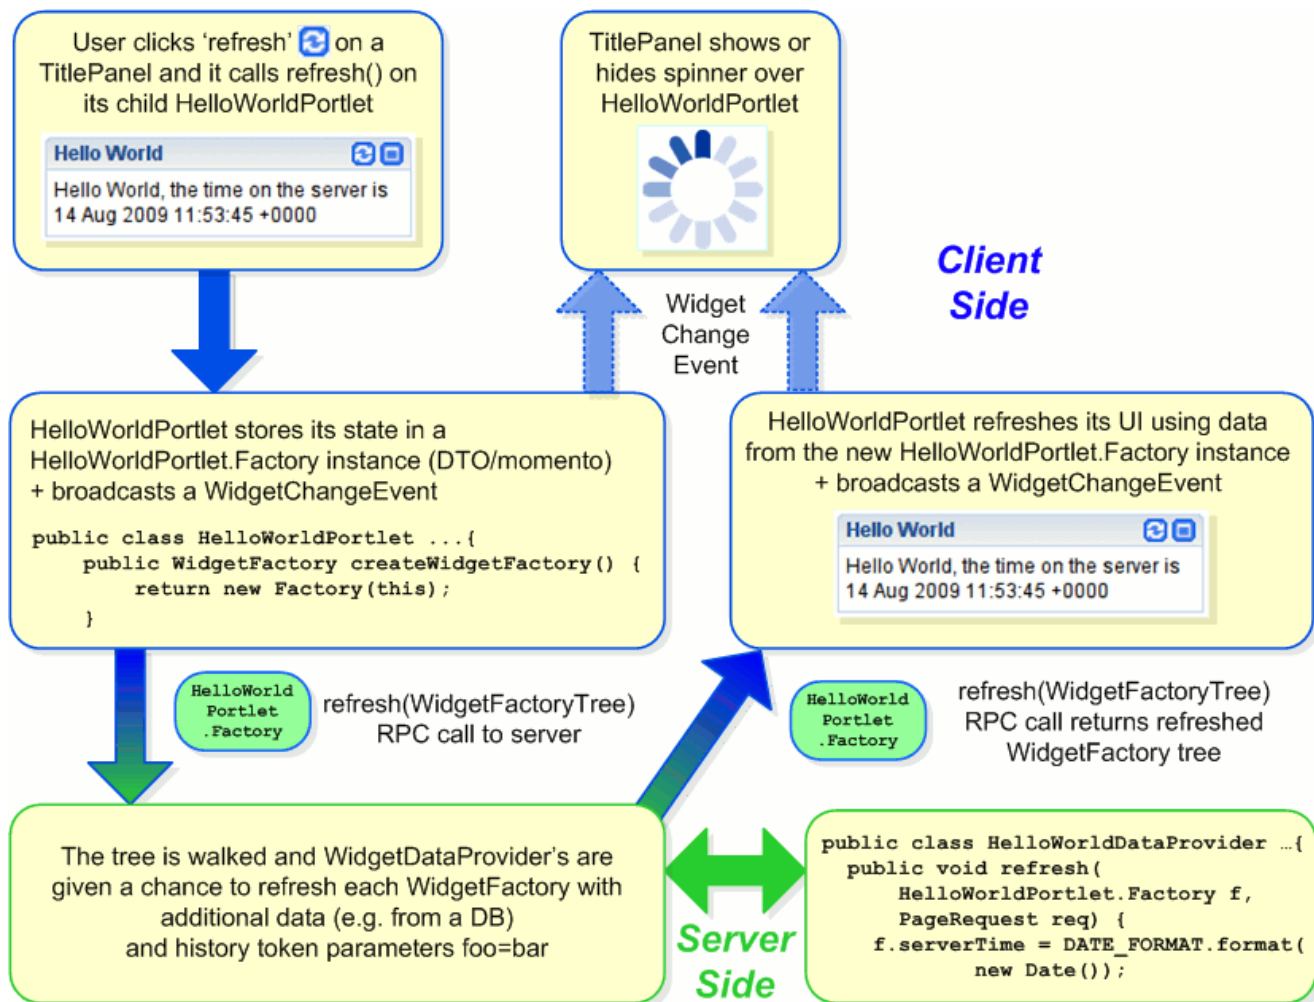 User clicks ‘refresh’ on a
TitlePanel and it calls refresh() on
its child HelloWorldPortlet
Hello World
Hello World, the time on the server is
14 Aug 2009 11:53:45 +0000
TitlePanel shows or
hides spinner over
HelloWorldPortlet
Client
Side
Widget
Change
Event
HelloWorldPortlet stores its state in a
HelloWorldPortlet.Factory instance (DTO/momento)
+ broadcasts a WidgetChangeEvent
public class HelloWorldPortlet ...{
public WidgetFactory createWidgetFactory() {
return new Factory(this);
}
HelloWorldPortlet refreshes its UI using data
from the new HelloWorldPortlet.Factory instance
+ broadcasts a WidgetChangeEvent
Hello World
Hello World, the time on the server is
14 Aug 2009 11:53:45 +0000
HelloWorld
Portlet
.Factory
refresh(WidgetFactoryTree)
RPC call to server
HelloWorld
Portlet
.Factory
refresh(WidgetFactoryTree)
RPC call returns refreshed
WidgetFactory tree
The tree is walked and WidgetDataProvider’s are
given a chance to refresh each WidgetFactory with
additional data (e.g. from a DB)
and history token parameters foo=bar
Server
Side
public class HelloWorldDataProvider …{
public void refresh(
HelloWorldPortlet.Factory f,
PageRequest req) {
f.serverTime = DATE_FORMAT.format(
new Date());